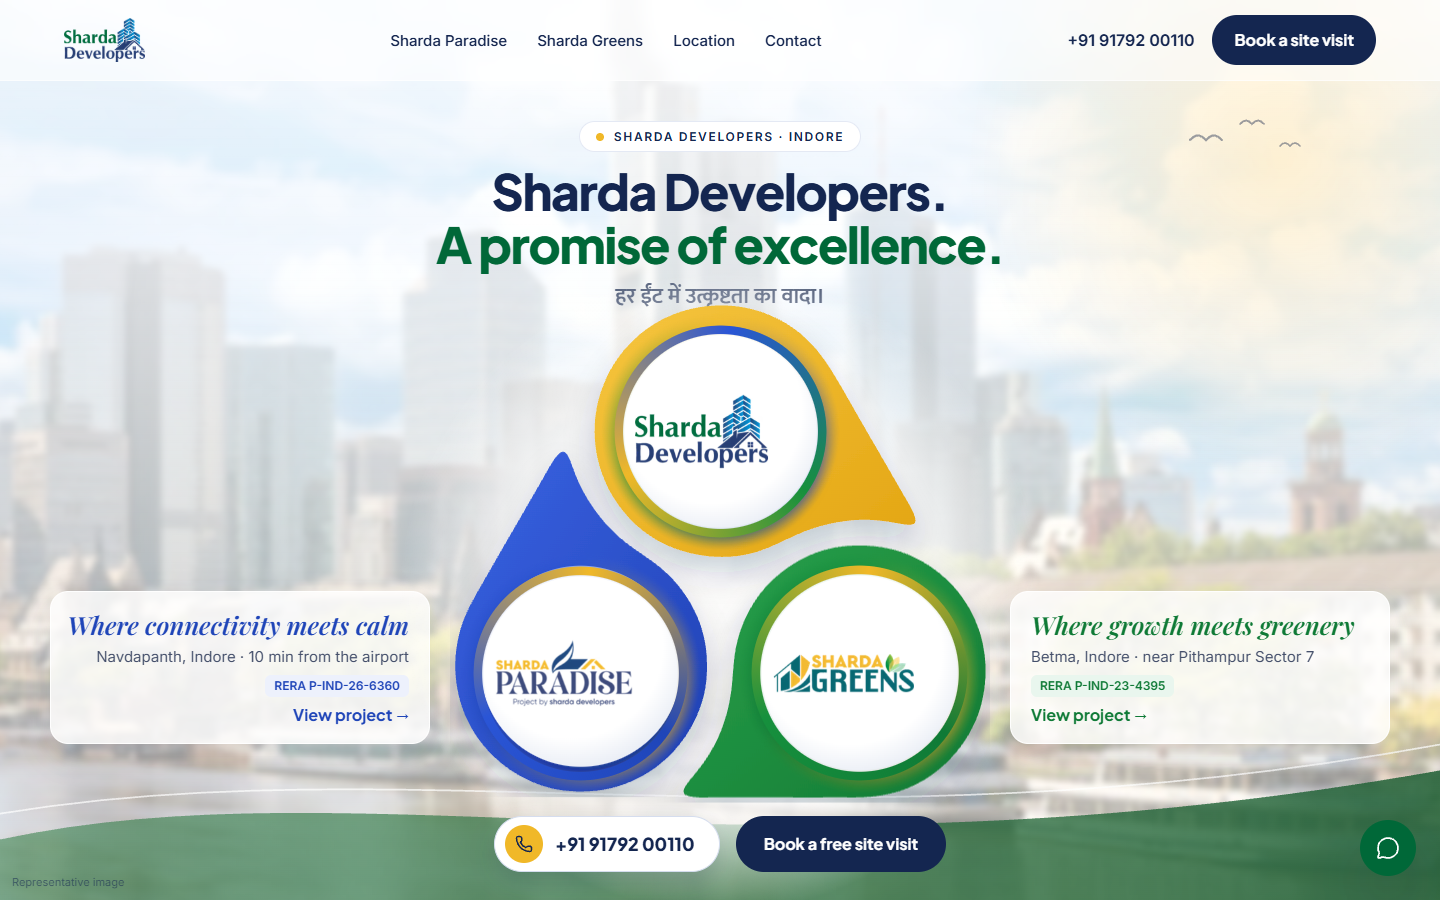 Sharda Developers
Sharda Paradise
Sharda Greens
Location
Contact
+91 91792 00110
Book a site visit
SHARDA DEVELOPERS · INDORE
Sharda Developers.
A promise of excellence.
हर ईंट में उत्कृष्टता का वादा।
Sharda
Developers
Where connectivity meets calm
Navdapanth, Indore · 10 min from the airport
RERA P-IND-26-6360
View project →
SHARDA
PARADISE
Project by sharda developers
SHARDA
GREENS
Where growth meets greenery
Betma, Indore · near Pithampur Sector 7
RERA P-IND-23-4395
View project →
+91 91792 00110
Book a free site visit
Representative image